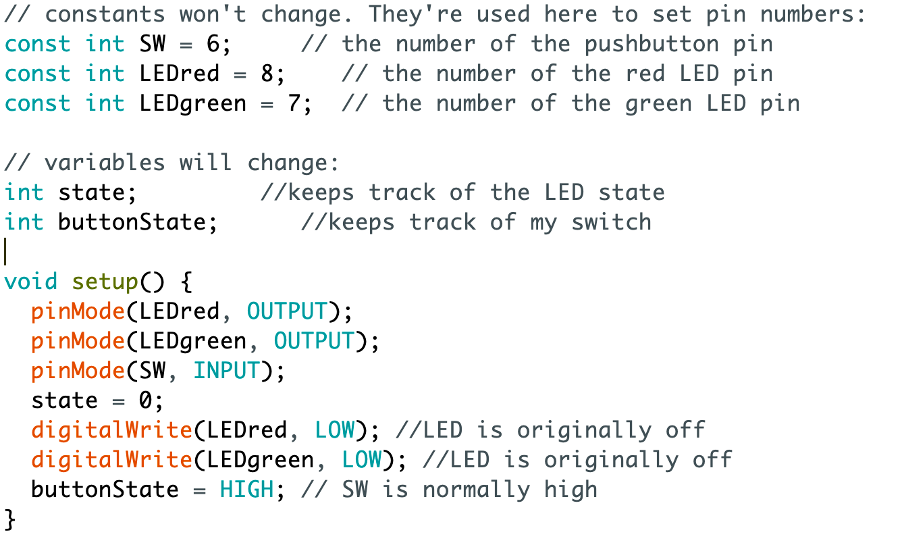 // constants won't change. They're used here to set pin numbers:
const int SW = 6;     // the number of the pushbutton pin
const int LEDred = 8;    // the number of the red LED pin
const int LEDgreen = 7;  // the number of the green LED pin

// variables will change:
int state;         //keeps track of the LED state
int buttonState;      //keeps track of my switch

void setup() {
  pinMode(LEDred, OUTPUT);
  pinMode(LEDgreen, OUTPUT);
  pinMode(SW, INPUT);
  state = 0;
  digitalWrite(LEDred, LOW); //LED is originally off
  digitalWrite(LEDgreen, LOW); //LED is originally off
  buttonState = HIGH; // SW is normally high
}